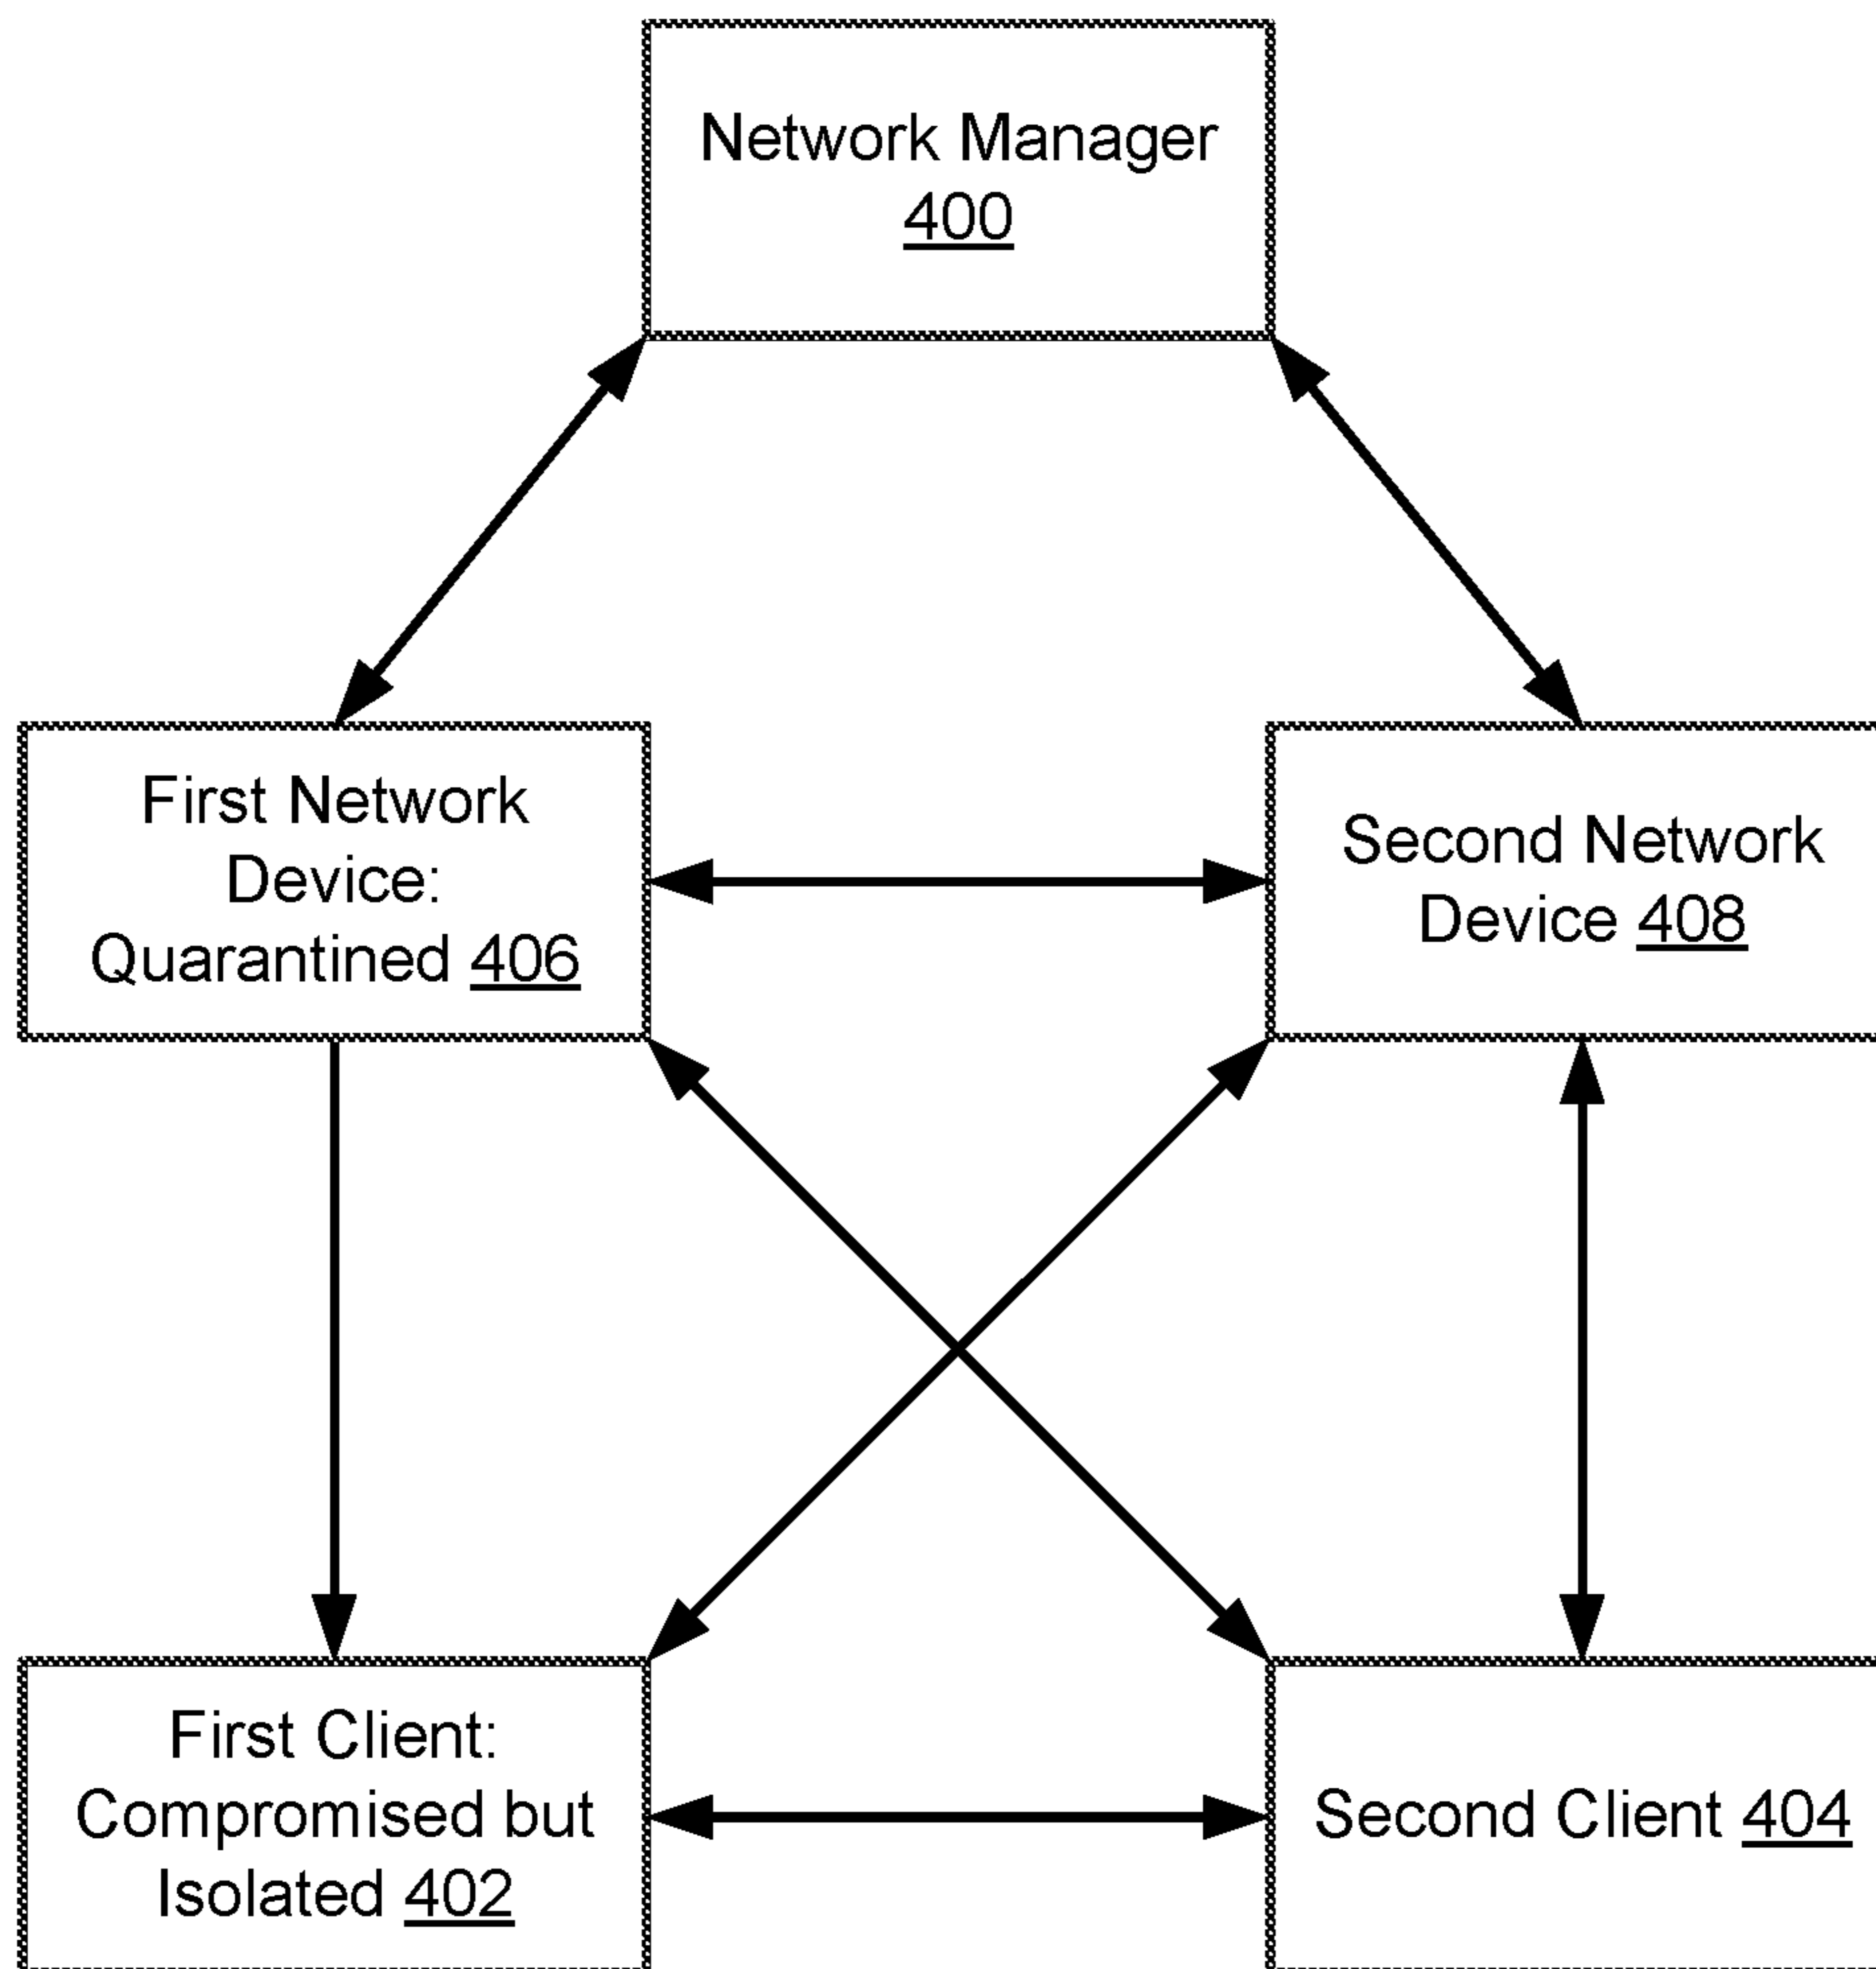 Network Manager
400
First Network
Device:
Quarantined 406
Second Network
Device 408
First Client:
Compromised but
Isolated 402
Second Client 404